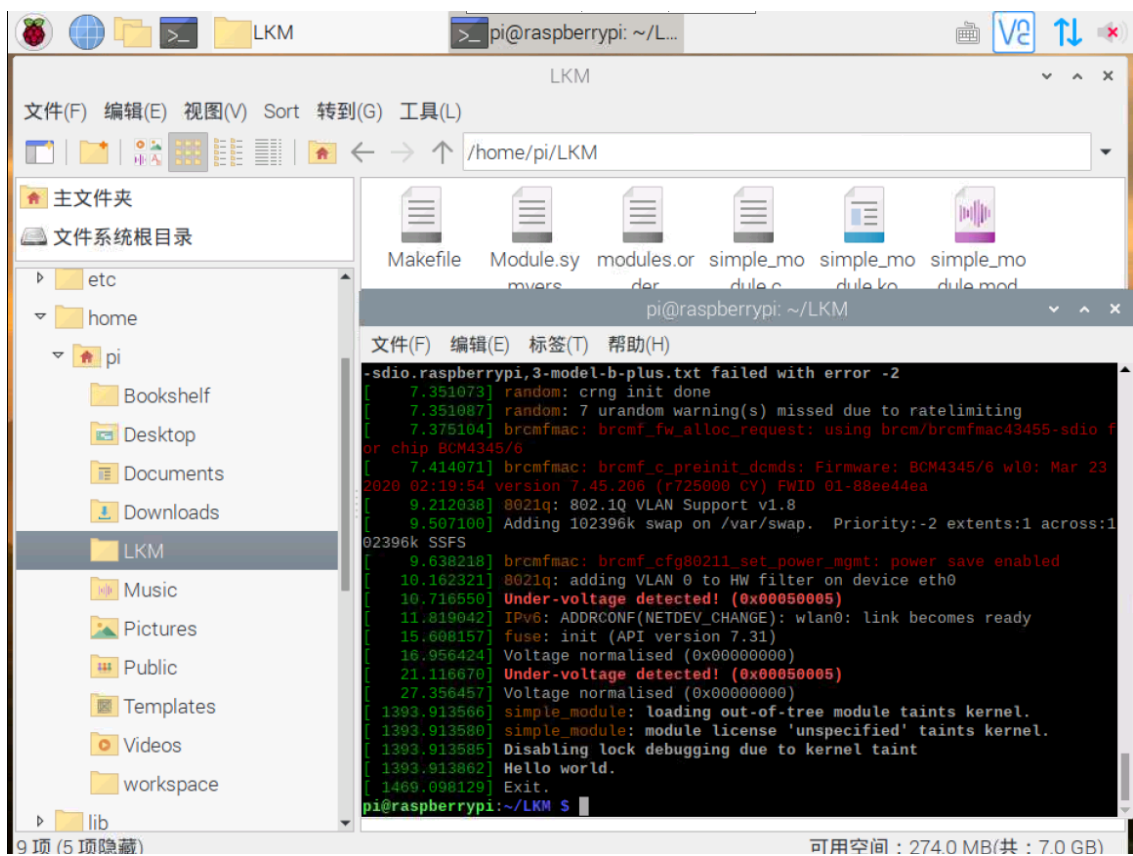 LKM
pi@raspberrypi: ~/L...
LKM
文件(F) 编辑(E) 视图(V) Sort 转到(G) 工具(L)
/home/pi/LKM
主文件夹
文件系统根目录
etc
home
pi
Bookshelf
Desktop
Documents
Downloads
LKM
Music
Pictures
Public
Templates
Videos
workspace
lib
Makefile Module.sy modules.or simple_mo simple_mo simple_mo
mvers der dule.c dule.ko dule.mod
pi@raspberrypi: ~/LKM
文件(F) 编辑(E) 标签(T) 帮助(H)
-sdio.raspberrypi,3-model-b-plus.txt failed with error -2
[    7.351073] random: crng init done
[    7.351087] random: 7 urandom warning(s) missed due to ratelimiting
[    7.375104] brcmfmac: brcmf_fw_alloc_request: using brcm/brcmfmac43455-sdio f
or chip BCM4345/6
[    7.414071] brcmfmac: brcmf_c_preinit_dcmds: Firmware: BCM4345/6 wl0: Mar 23
2020 02:19:54 version 7.45.206 (r725000 CY) FWID 01-88ee44ea
[    9.212038] 8021q: 802.1Q VLAN Support v1.8
[    9.507100] Adding 102396k swap on /var/swap.  Priority:-2 extents:1 across:1
02396k SSFS
[    9.638218] brcmfmac: brcmf_cfg80211_set_power_mgmt: power save enabled
[   10.162321] 8021q: adding VLAN 0 to HW filter on device eth0
[   10.716550] Under-voltage detected! (0x00050005)
[   11.819042] IPv6: ADDRCONF(NETDEV_CHANGE): wlan0: link becomes ready
[   15.608157] fuse: init (API version 7.31)
[   16.956424] Voltage normalised (0x00000000)
[   21.116670] Under-voltage detected! (0x00050005)
[   27.356457] Voltage normalised (0x00000000)
[ 1393.913566] simple_module: loading out-of-tree module taints kernel.
[ 1393.913580] simple_module: module license 'unspecified' taints kernel.
[ 1393.913585] Disabling lock debugging due to kernel taint
[ 1393.913862] Hello world.
[ 1469.098129] Exit.
pi@raspberrypi:~/LKM $
9 项 (5 项隐藏)
可用空间：274.0 MB(共：7.0 GB)